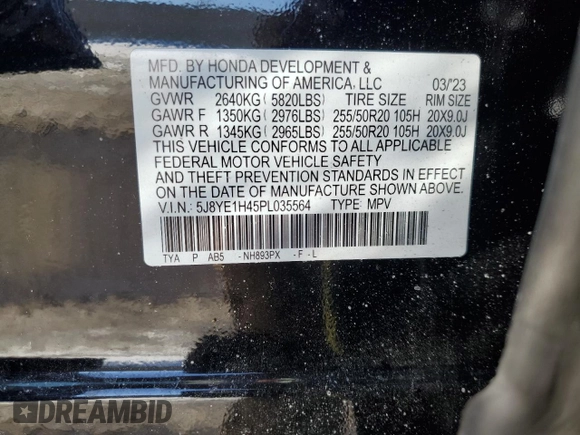 MFD. BY HONDA DEVELOPMENT &
MANUFACTURING OF AMERICA, LLC 03/'23
GVWR 2640KG (5820LBS) TIRE SIZE RIM SIZE
GAWR F 1350KG (2976LBS) 255/50R20 105H 20X9.0J
GAWR R 1345KG (2965LBS) 255/50R20 105H 20X9.0J
THIS VEHICLE CONFORMS TO ALL APPLICABLE
FEDERAL MOTOR VEHICLE SAFETY
AND THEFT PREVENTION STANDARDS IN EFFECT
ON THE DATE OF MANUFACTURE SHOWN ABOVE.
V.I.N.: 5J8YE1H45PL035564 TYPE: MPV
TYA P AB5 -NH893PX -F -L
DREAMBID